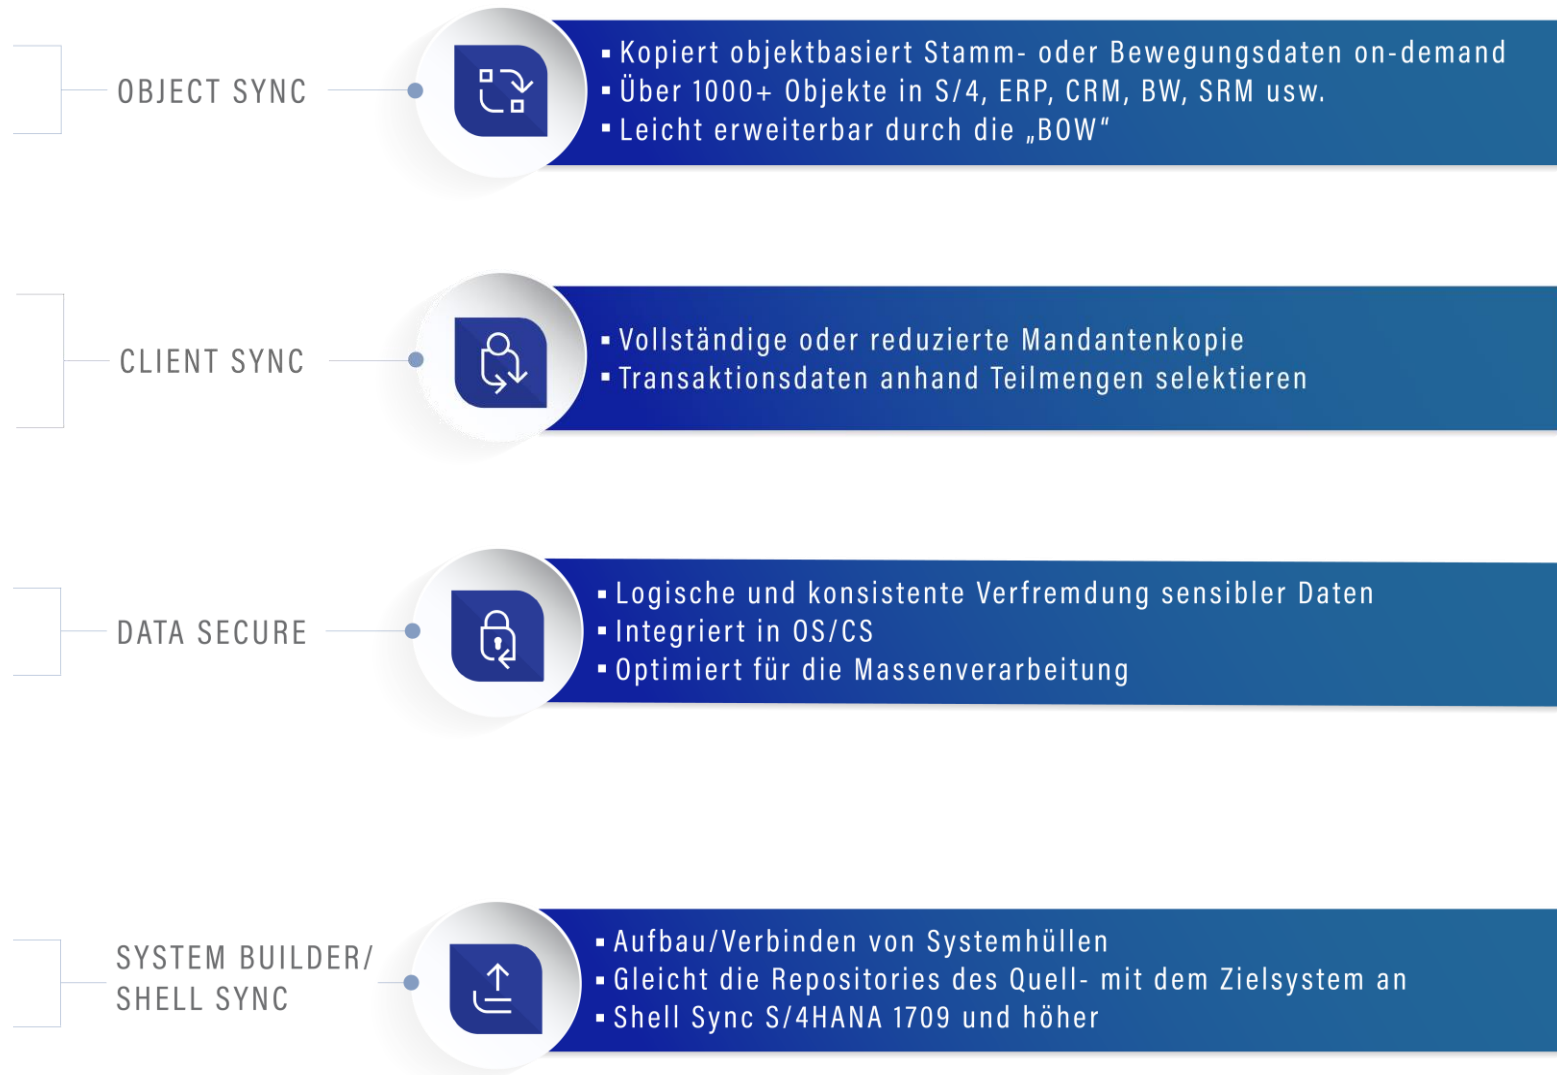 OBJECT SYNC
▪ Kopiert objektbasiert Stamm- oder Bewegungsdaten on-demand
▪ Über 1000+ Objekte in S/4, ERP, CRM, BW, SRM usw.
▪ Leicht erweiterbar durch die „BOW“
CLIENT SYNC
▪ Vollständige oder reduzierte Mandantenkopie
▪ Transaktionsdaten anhand Teilmengen selektieren
DATA SECURE
▪ Logische und konsistente Verfremdung sensibler Daten
▪ Integriert in OS/CS
▪ Optimiert für die Massenverarbeitung
SYSTEM BUILDER/
SHELL SYNC
▪ Aufbau/Verbinden von Systemhüllen
▪ Gleicht die Repositories des Quell- mit dem Zielsystem an
▪ Shell Sync S/4HANA 1709 und höher